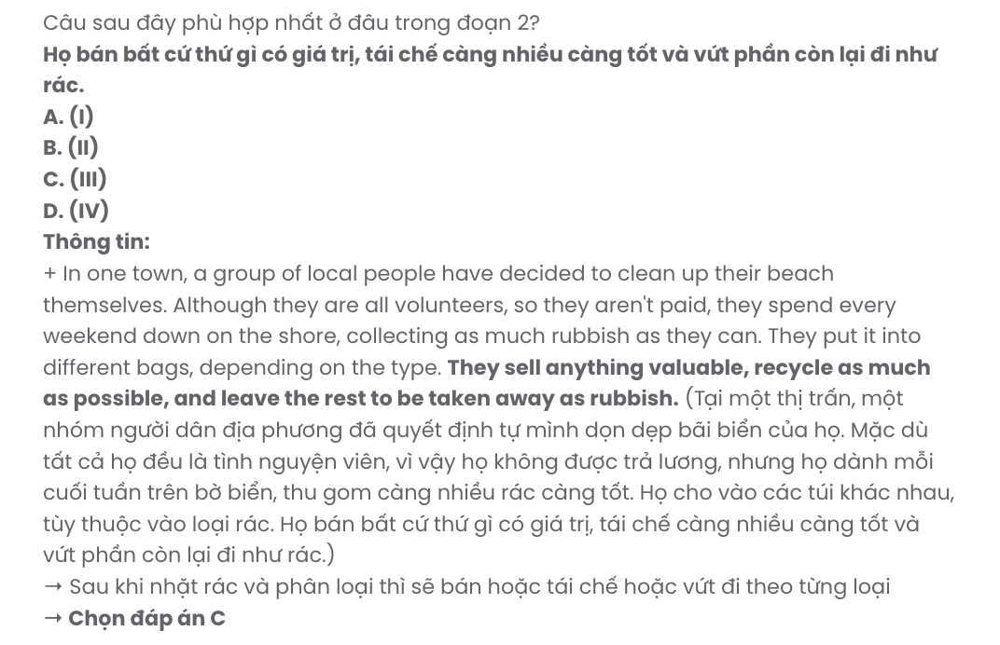 Câu sau đây phù hợp nhất ở đâu trong đoạn 2?
Họ bán bất cứ thứ gì có giá trị, tái chế càng nhiều càng tốt và vứt phần còn lại đi như
rác.
A. (I)
B. (II)
C. (III)
D. (IV)
Thông tin:
+ In one town, a group of local people have decided to clean up their beach
themselves. Although they are all volunteers, so they aren't paid, they spend every
weekend down on the shore, collecting as much rubbish as they can. They put it into
different bags, depending on the type. They sell anything valuable, recycle as much
as possible, and leave the rest to be taken away as rubbish. (Tại một thị trấn, một
nhóm người dân địa phương đã quyết định tự mình dọn dẹp bãi biển của họ. Mặc dù
tất cả họ đều là tình nguyện viên, vì vậy họ không được trả lương, nhưng họ dành mỗi
cuối tuần trên bờ biển, thu gom càng nhiều rác càng tốt. Họ cho vào các túi khác nhau,
tùy thuộc vào loại rác. Họ bán bất cứ thứ gì có giá trị, tái chế càng nhiều càng tốt và
vứt phần còn lại đi như rác.)
→ Sau khi nhặt rác và phân loại thì sẽ bán hoặc tái chế hoặc vứt đi theo từng loại
→ Chọn đáp án C